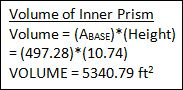 Volume of Inner Prism
Volume = (ABASE)*(Height)
= (497.28)*(10.74)
VOLUME = 5340.79 ft²